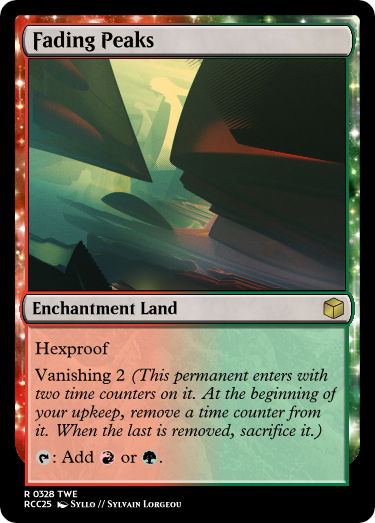 Fading Peaks
Enchantment Land
Hexproof
Vanishing 2 (This permanent enters with
two time counters on it. At the beginning of
your upkeep, remove a time counter from
it. When the last is removed, sacrifice it.)
: Add or .
R 0328 TWE
RCC25 Syllo // Sylvain Lorgeou